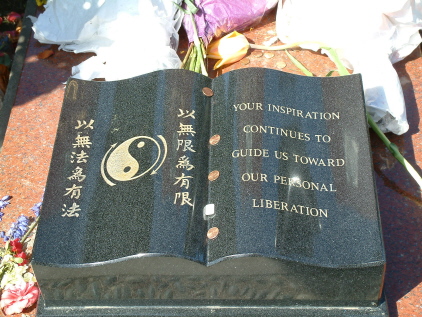 以無法為有法
以無限為有限
YOUR INSPIRATION
CONTINUES TO
GUIDE US TOWARD
OUR PERSONAL
LIBERATION